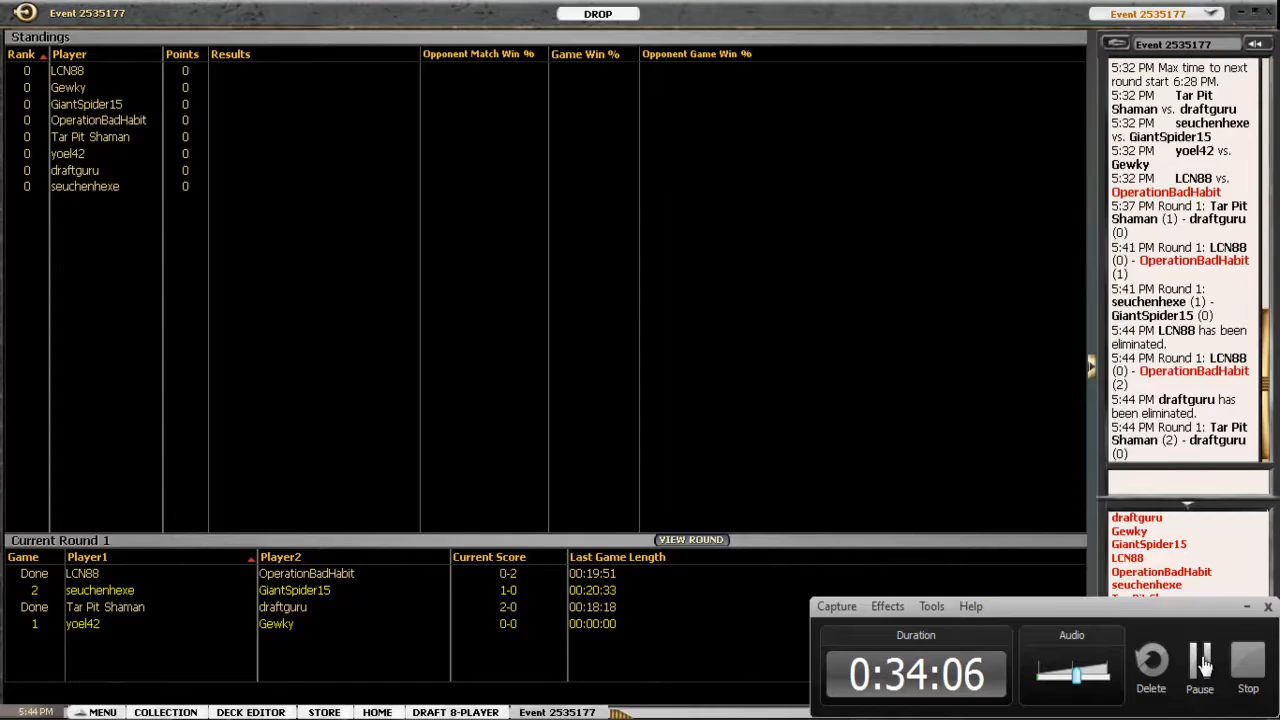 Event 2535177
DROP
Event 2535177
Standings
Rank Player Points Results Opponent Match Win % Game Win % Opponent Game Win %
0 LCN88 0
0 Gewky 0
0 GiantSpider15 0
0 OperationBadHabit 0
0 Tar Pit Shaman 0
0 yoel42 0
0 draftguru 0
0 seuchenhexe 0
Event 2535177
5:32 PM Max time to next
round start 6:28 PM.
5:32 PM Tar Pit
Shaman vs. draftguru
5:32 PM seuchenhexe
vs. GiantSpider15
5:32 PM yoel42 vs.
Gewky
5:32 PM LCN88 vs.
OperationBadHabit
5:37 PM Round 1: Tar Pit
Shaman (1) - draftguru
(0)
5:41 PM Round 1: LCN88
(0) - OperationBadHabit
(1)
5:41 PM Round 1:
seuchenhexe (1) -
GiantSpider15 (0)
5:44 PM LCN88 has been
eliminated.
5:44 PM Round 1: LCN88
(0) - OperationBadHabit
(2)
5:44 PM draftguru has
been eliminated.
5:44 PM Round 1: Tar Pit
Shaman (2) - draftguru
(0)
draftguru
Gewky
GiantSpider15
LCN88
OperationBadHabit
seuchenhexe
Current Round 1
VIEW ROUND
Game Player1 Player2 Current Score Last Game Length
Done LCN88 OperationBadHabit 0-2 00:19:51
2 seuchenhexe GiantSpider15 1-0 00:20:33
Done Tar Pit Shaman draftguru 2-0 00:18:18
1 yoel42 Gewky 0-0 00:00:00
Capture Effects Tools Help
Duration
0:34:06
Audio
Delete
Pause
Stop
5:44 PM MENU COLLECTION DECK EDITOR STORE HOME DRAFT 8-PLAYER Event 2535177